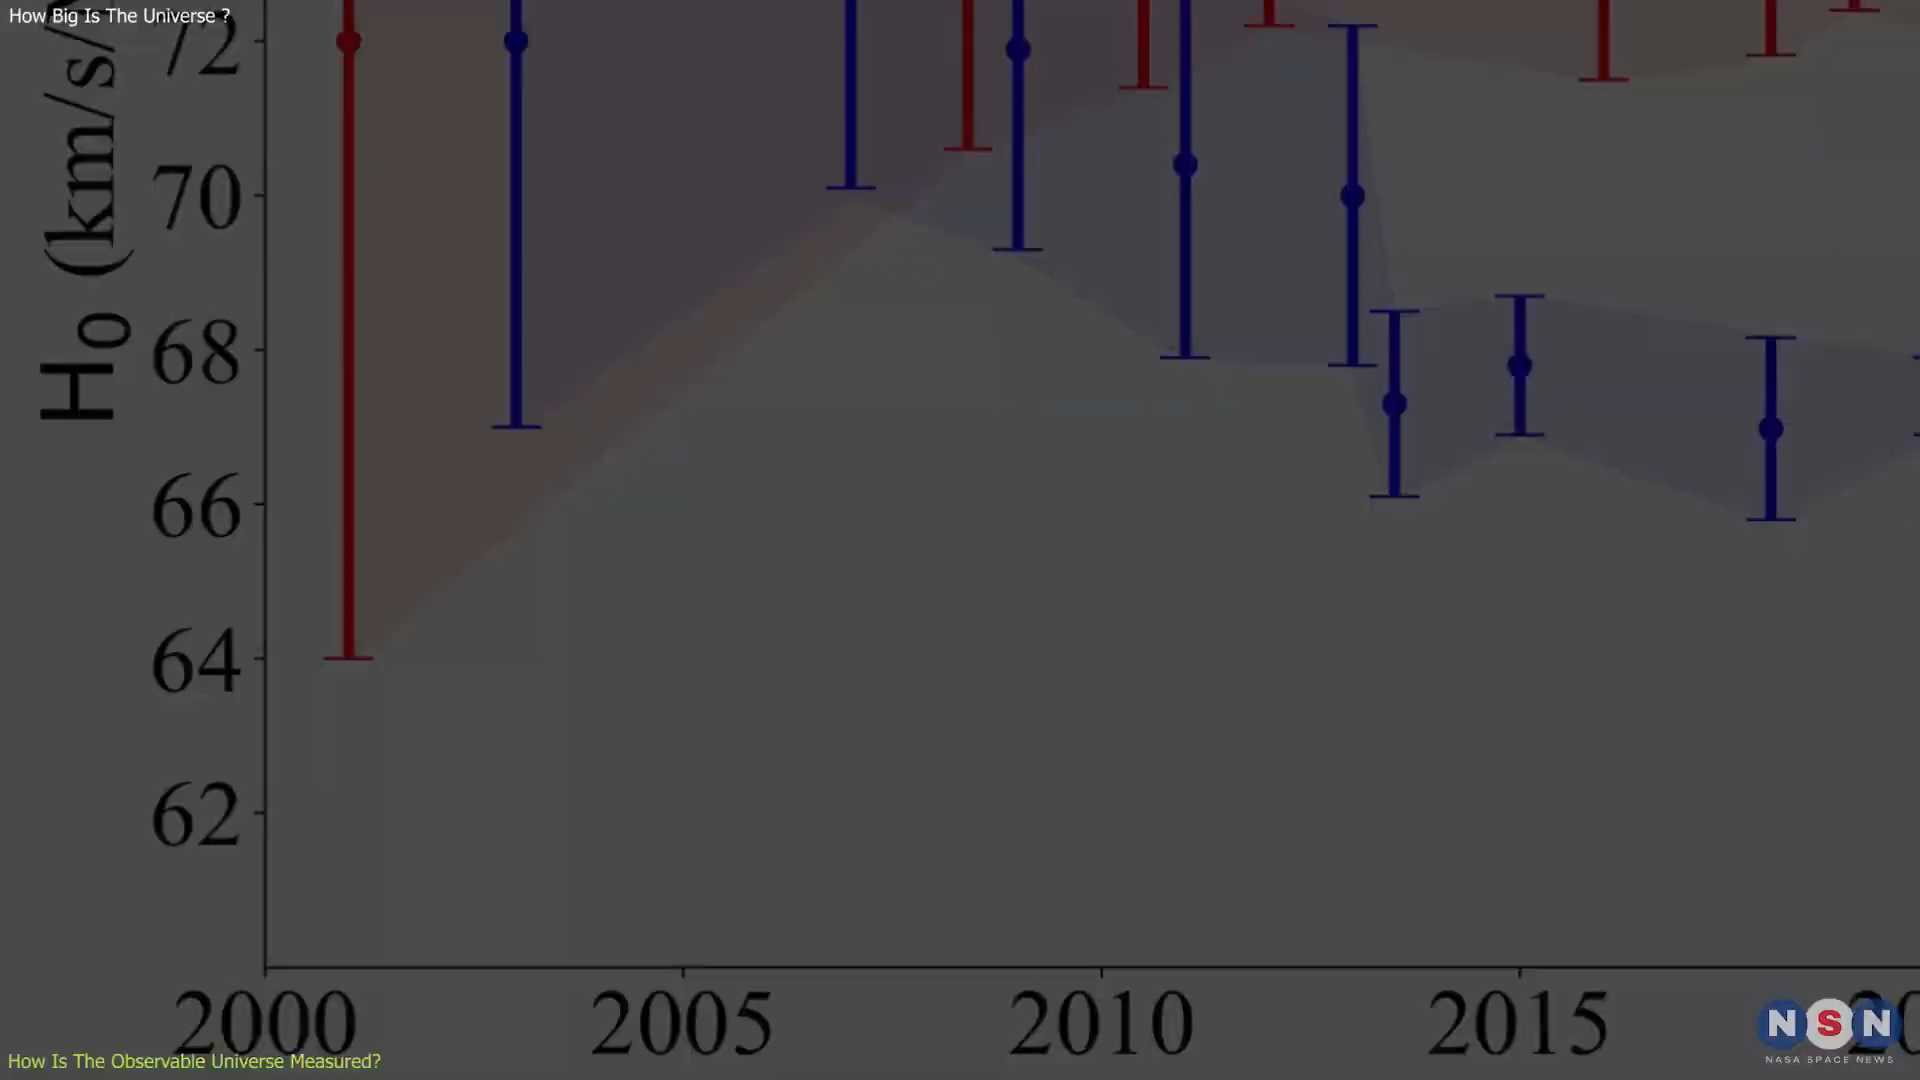 How Big Is The Universe ?
H0 (km/s/
72
70
68
66
64
62
2000
2005
2010
2015
20
How Is The Observable Universe Measured?
NSN
NASA SPACE NEWS